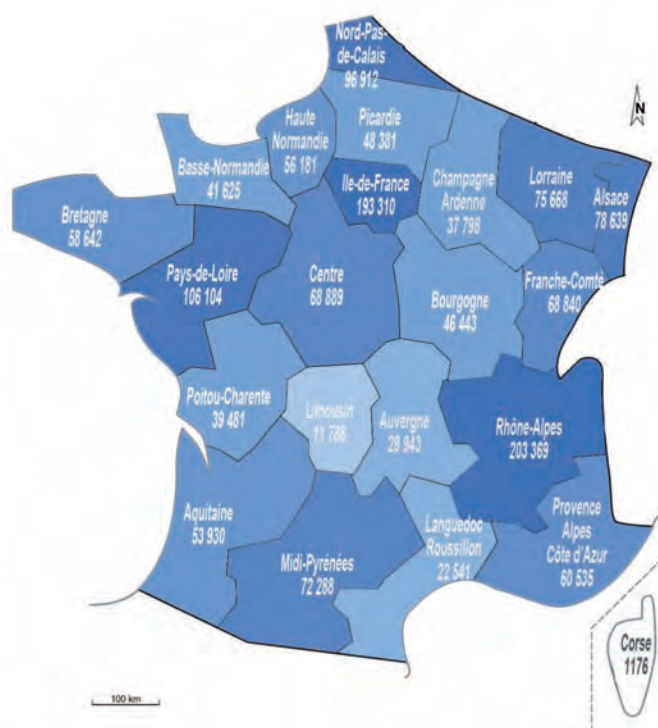 Nord-Pas-
de-Calais
96 912
Haute
Normandie
56 181
Picardie
48 381
Basse-Normandie
41 625
Ile-de-France
193 310
Champagne
Ardenne
37 798
Lorraine
75 668
Alsace
78 639
Bretagne
58 642
Pays-de-Loire
106 104
Centre
68 889
Bourgogne
46 443
Franche-Comté
68 840
Poitou-Charente
39 481
Limousin
11 788
Auvergne
29 943
Rhône-Alpes
203 369
Aquitaine
53 930
Midi-Pyrénées
72 288
Languedoc
Roussillon
22 541
Provence
Alpes
Côte d'Azur
60 535
Corse
1176
N
100 km